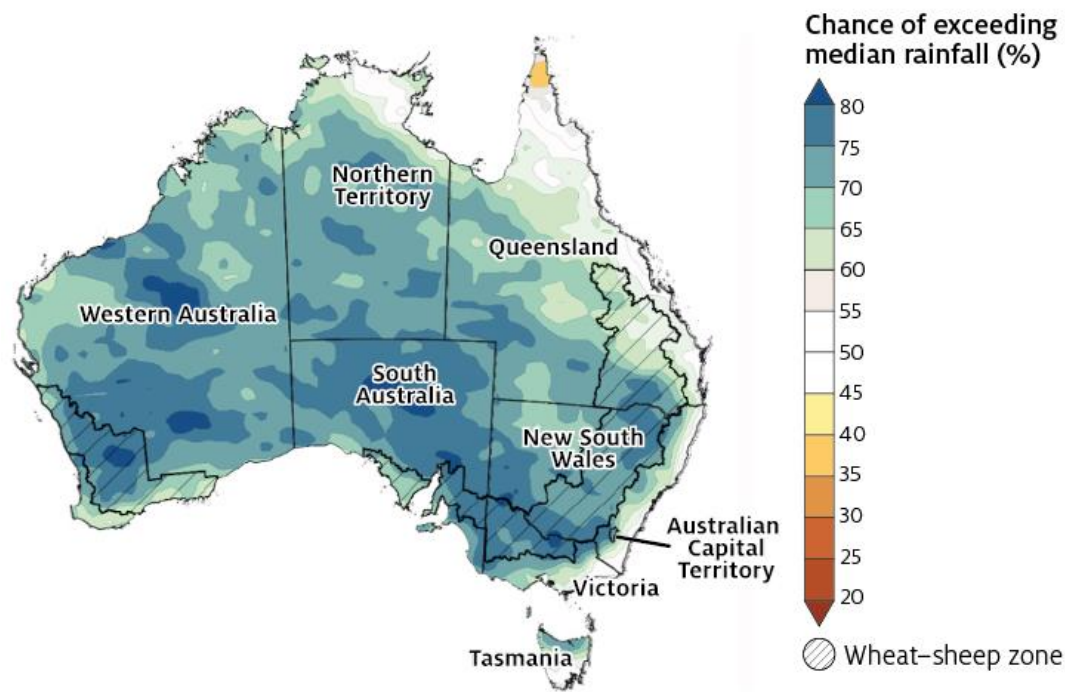 Chance of exceeding
median rainfall (%)
80
75
70
65
60
55
50
45
40
35
30
25
20
Wheat–sheep zone
Northern
Territory
Queensland
Western Australia
South
Australia
New South
Wales
Australian
Capital
Territory
Victoria
Tasmania